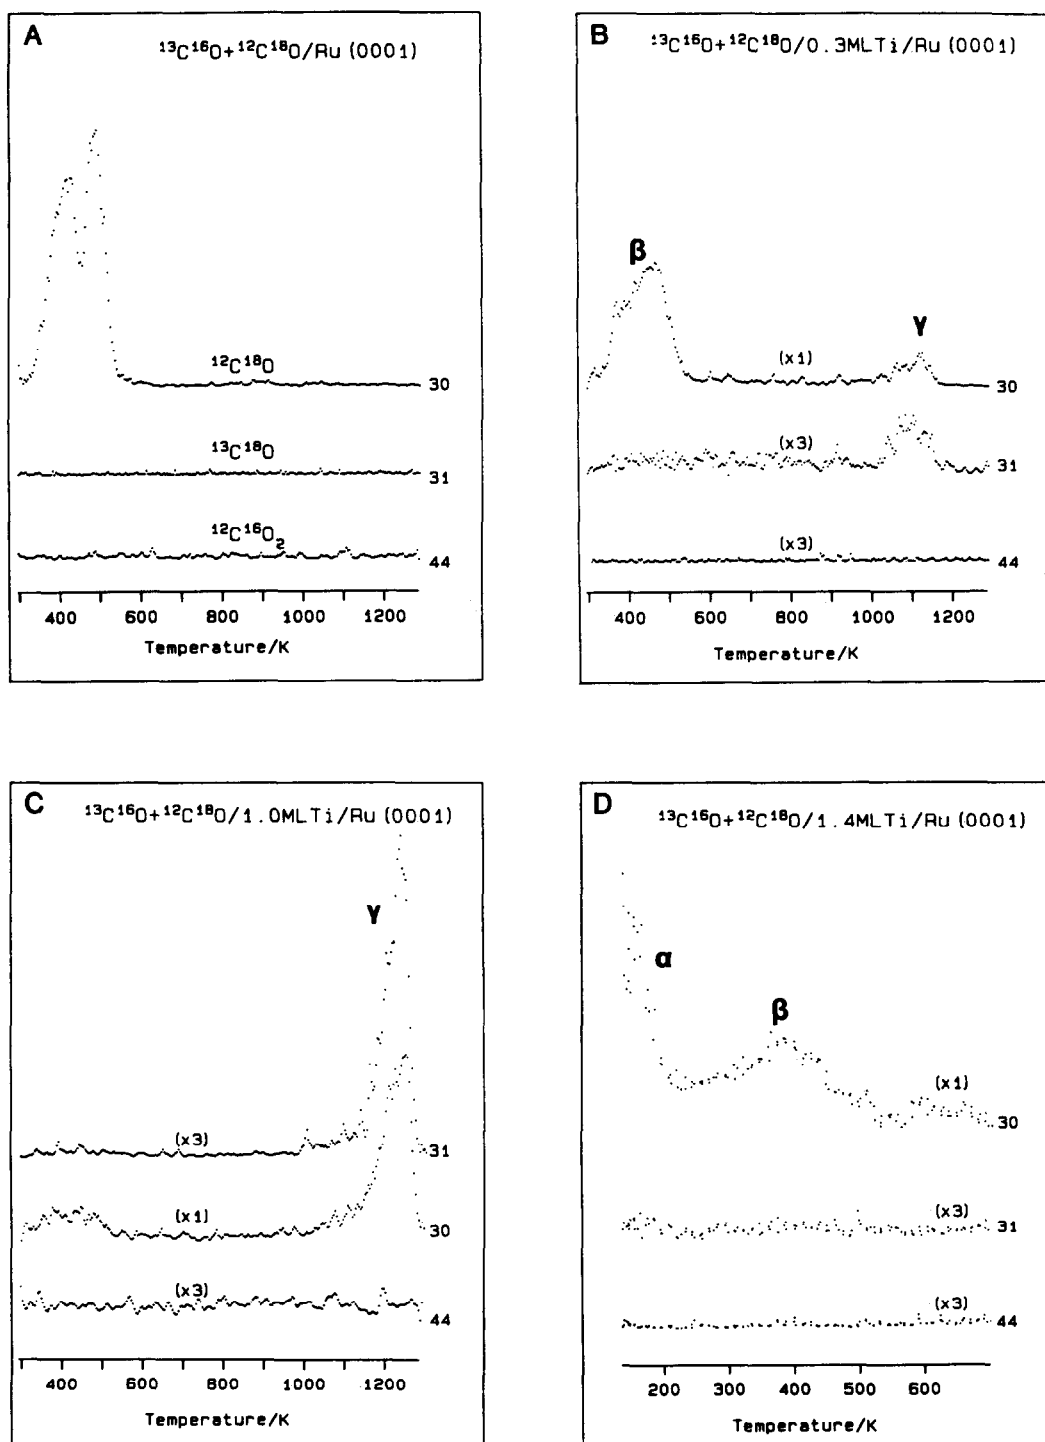 A
¹³C¹⁶O+¹²C¹⁸O/Ru(0001)
¹²C¹⁸O
30
¹³C¹⁸O
31
¹²C¹⁶O₂
44
400 600 800 1000 1200
Temperature/K
B
¹³C¹⁶O+¹²C¹⁸O/0.3MLTi/Ru(0001)
β
γ
(x1)
30
(x3)
31
(x3)
44
400 600 800 1000 1200
Temperature/K
C
¹³C¹⁶O+¹²C¹⁸O/1.0MLTi/Ru(0001)
γ
(x3)
31
(x1)
30
(x3)
44
400 600 800 1000 1200
Temperature/K
D
¹³C¹⁶O+¹²C¹⁸O/1.4MLTi/Ru(0001)
α
β
(x1)
30
(x3)
31
(x3)
44
200 300 400 500 600
Temperature/K